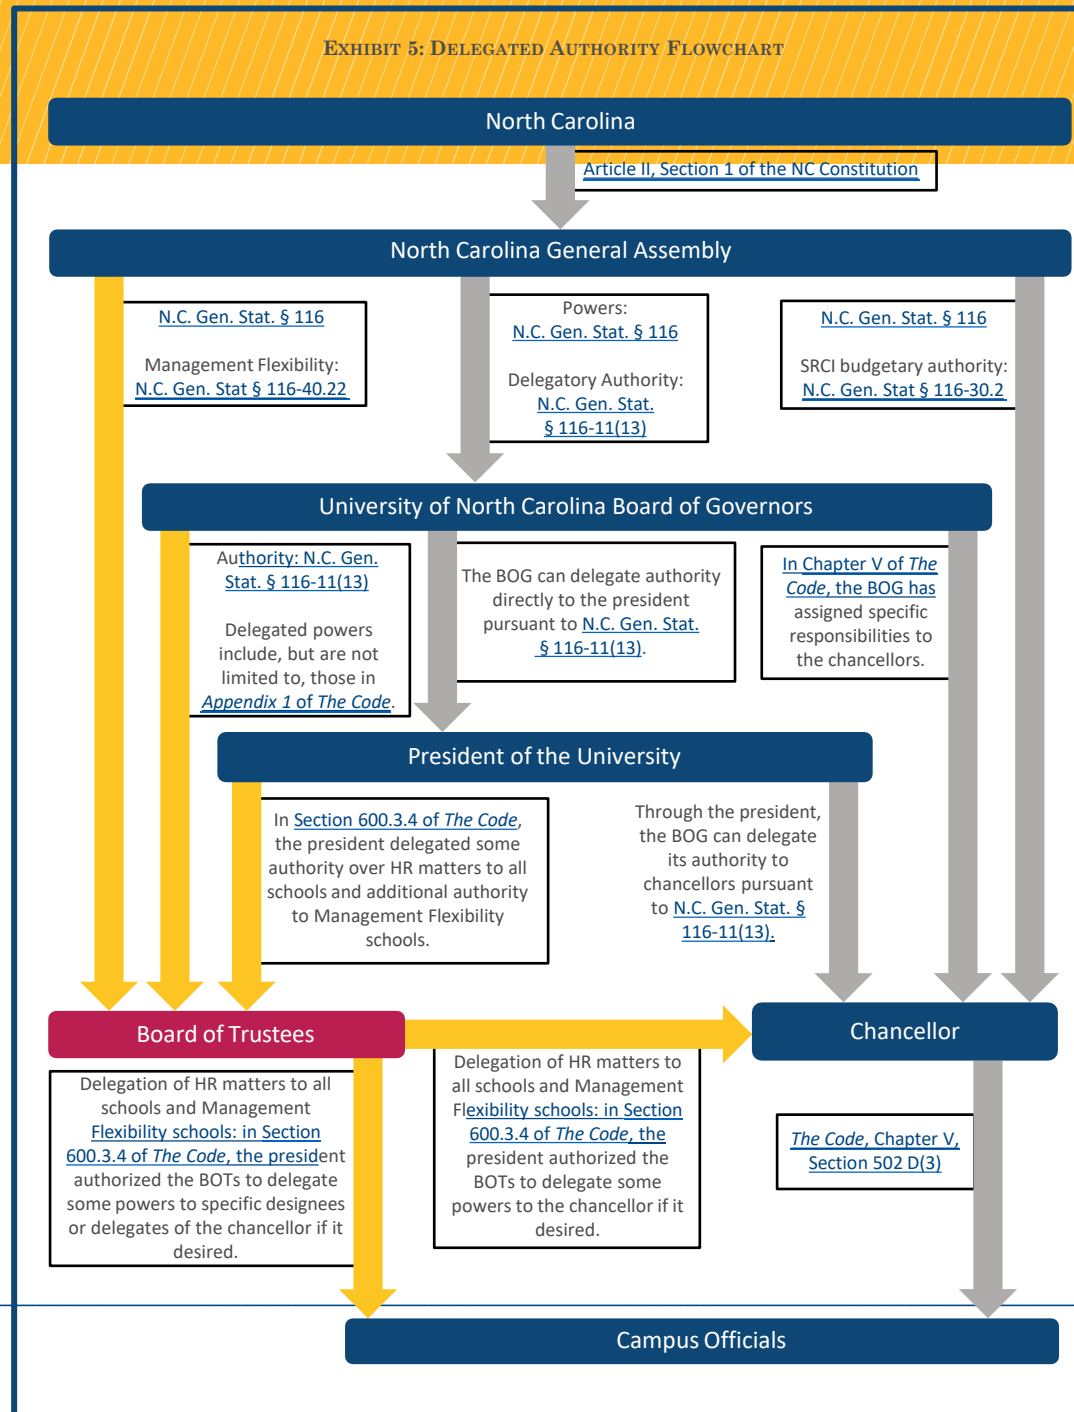 EXHIBIT 5: DELEGATED AUTHORITY FLOWCHART
North Carolina
Article II, Section 1 of the NC Constitution
North Carolina General Assembly
N.C. Gen. Stat. § 116
Management Flexibility:
N.C. Gen. Stat § 116-40.22
Powers:
N.C. Gen. Stat. § 116
Delegatory Authority:
N.C. Gen. Stat.
§ 116-11(13)
N.C. Gen. Stat. § 116
SRCI budgetary authority:
N.C. Gen. Stat § 116-30.2
University of North Carolina Board of Governors
Authority: N.C. Gen.
Stat. § 116-11(13)
Delegated powers
include, but are not
limited to, those in
Appendix 1 of The Code.
The BOG can delegate authority
directly to the president
pursuant to N.C. Gen. Stat.
§ 116-11(13).
In Chapter V of The
Code, the BOG has
assigned specific
responsibilities to
the chancellors.
President of the University
In Section 600.3.4 of The Code,
the president delegated some
authority over HR matters to all
schools and additional authority
to Management Flexibility
schools.
Through the president,
the BOG can delegate
its authority to
chancellors pursuant
to N.C. Gen. Stat. §
116-11(13).
Board of Trustees
Chancellor
Delegation of HR matters to all
schools and Management
Flexibility schools: in Section
600.3.4 of The Code, the president
authorized the BOTs to delegate
some powers to specific designees
or delegates of the chancellor if it
desired.
Delegation of HR matters to
all schools and Management
Flexibility schools: in Section
600.3.4 of The Code, the
president authorized the
BOTs to delegate some
powers to the chancellor if it
desired.
The Code, Chapter V,
Section 502 D(3)
Campus Officials